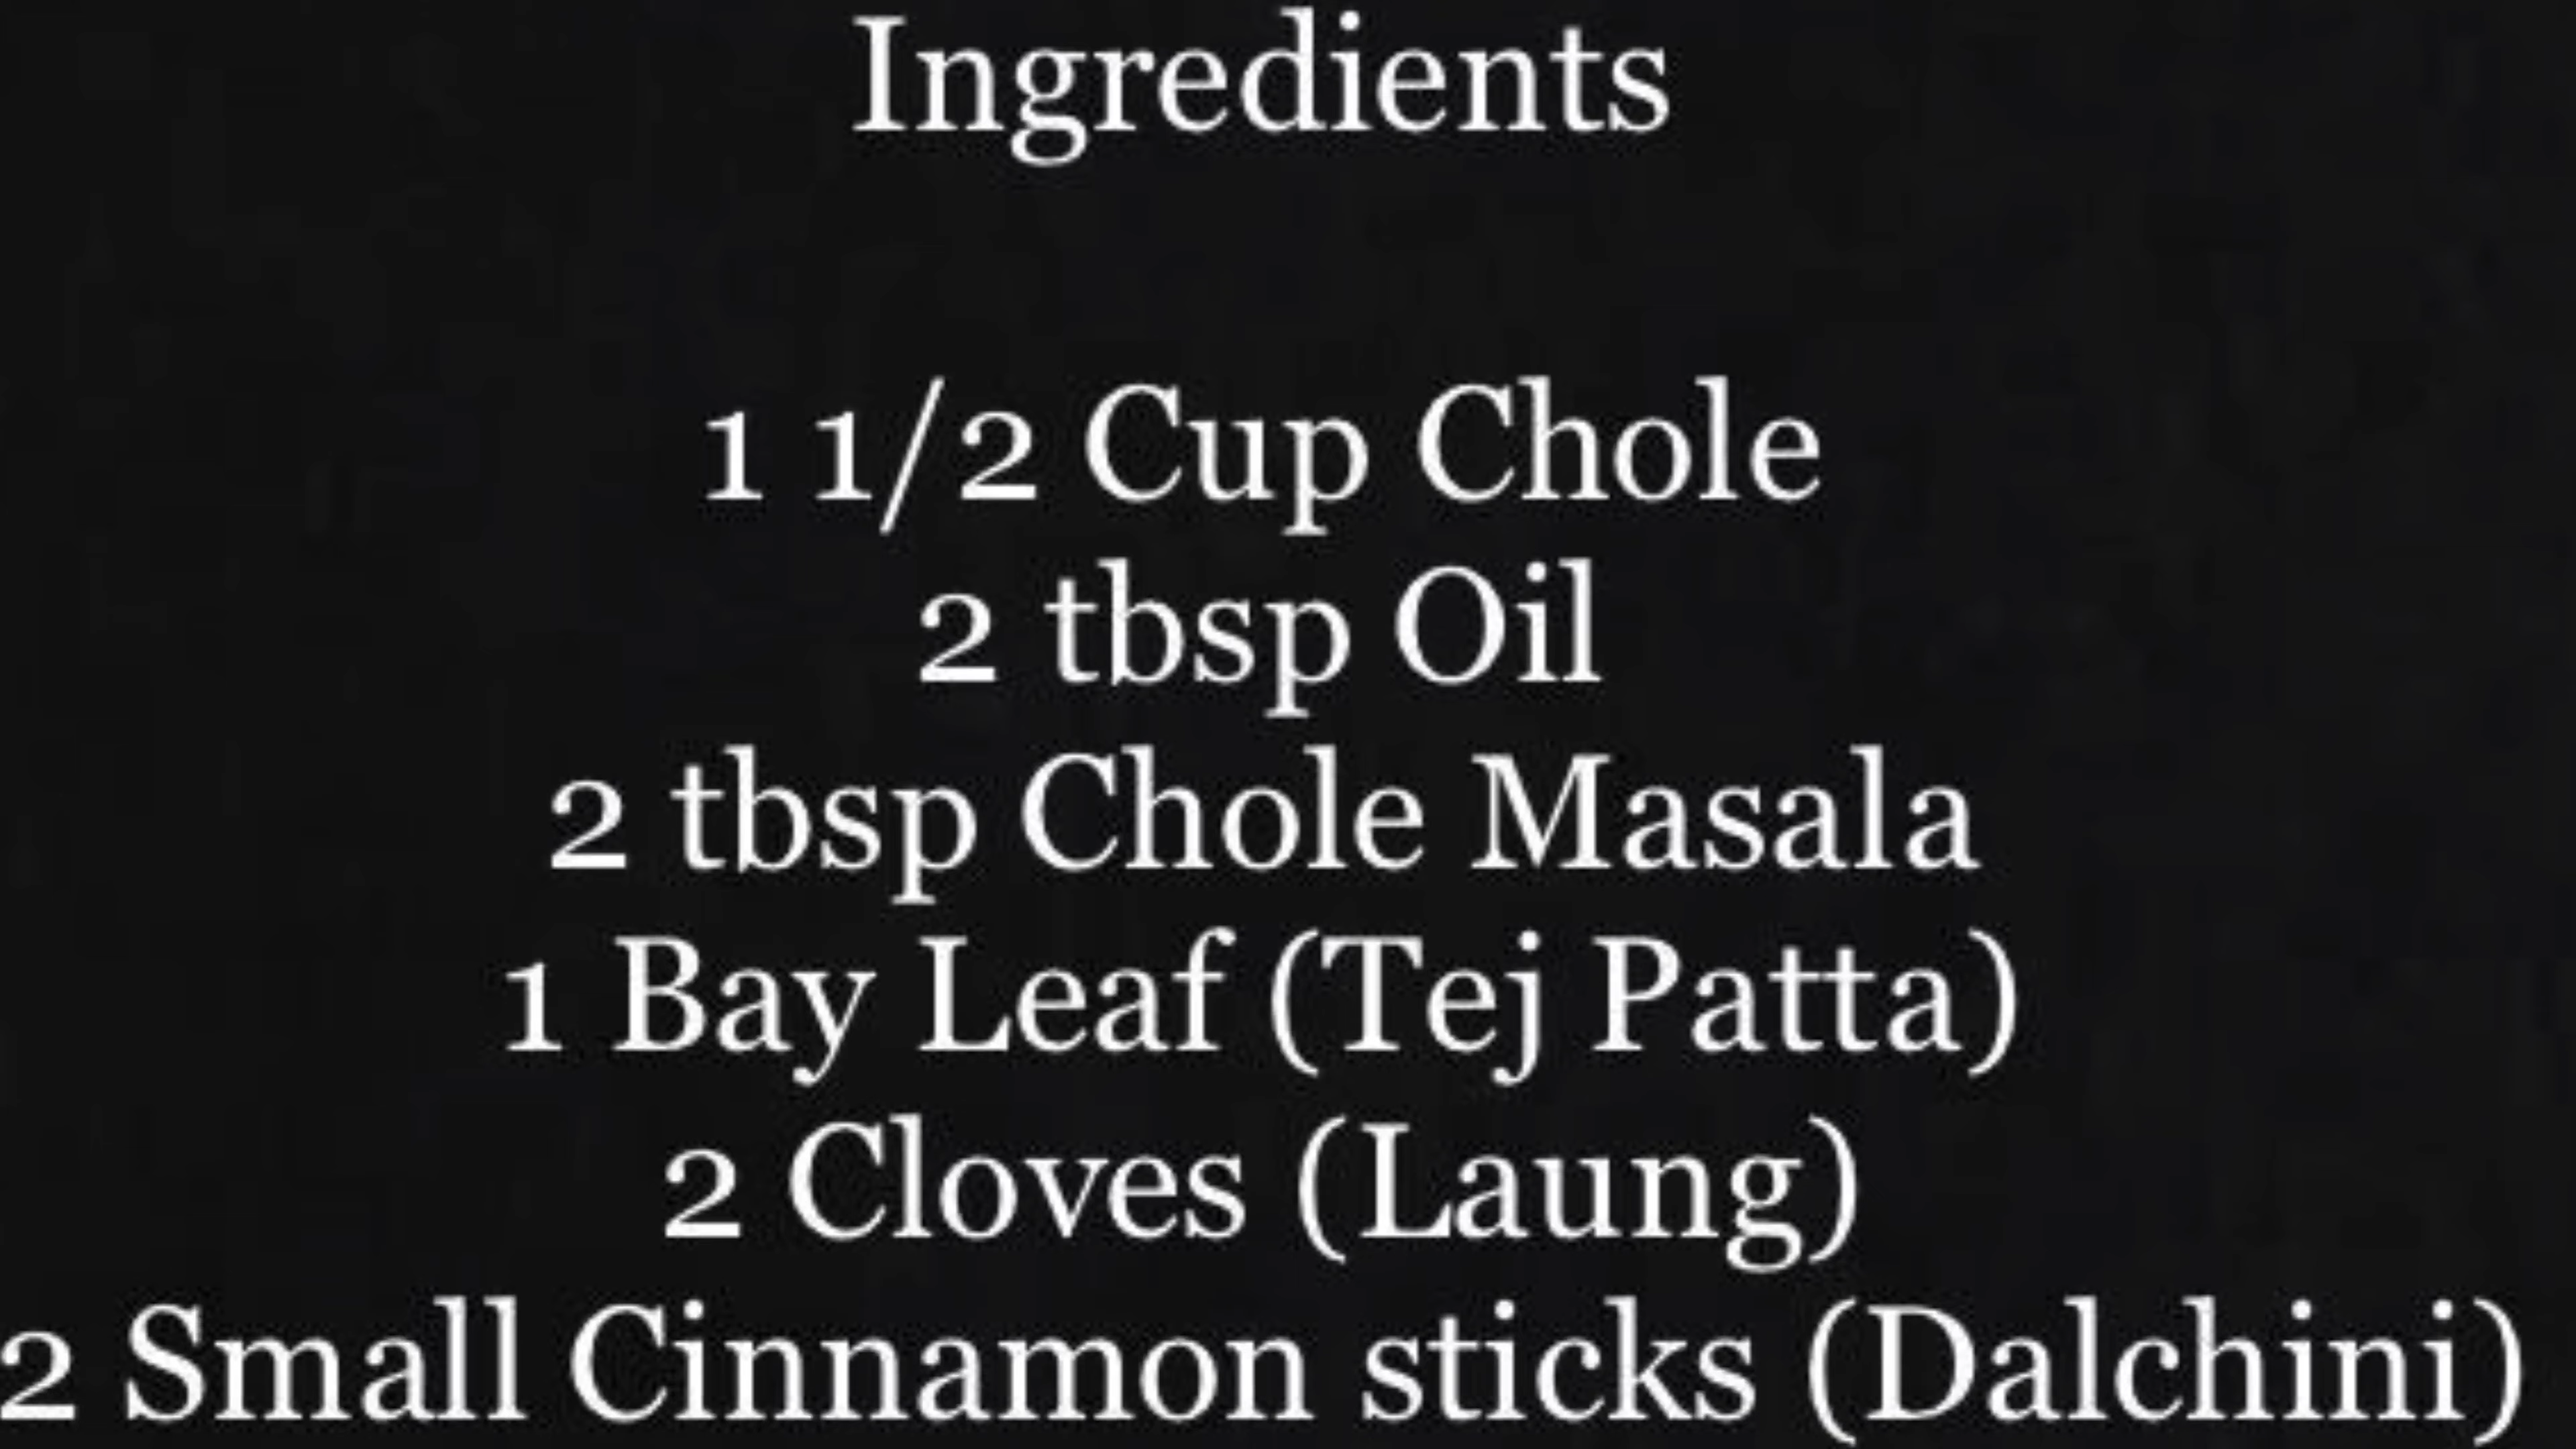 Ingredients
1 1/2 Cup Chole
2 tbsp Oil
2 tbsp Chole Masala
1 Bay Leaf (Tej Patta)
2 Cloves (Laung)
2 Small Cinnamon sticks (Dalchini)